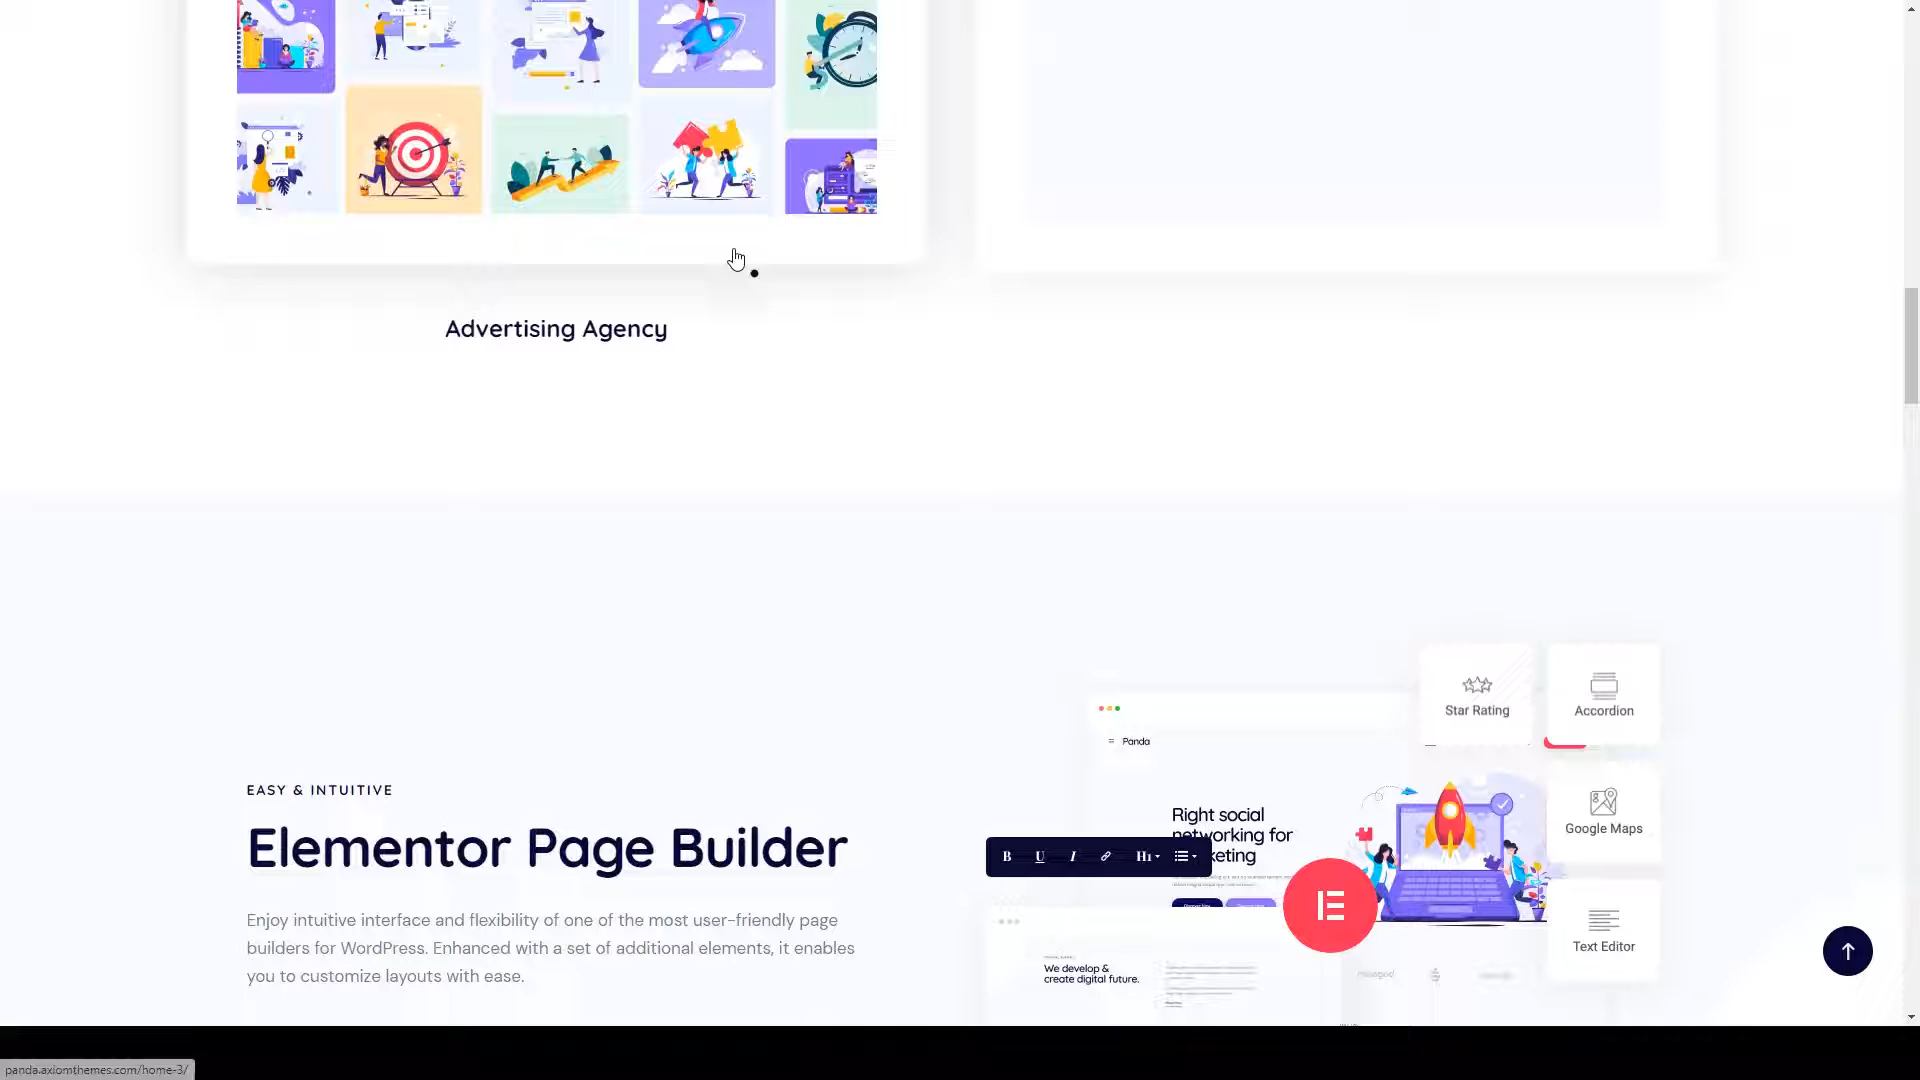 Advertising Agency
Star Rating
Accordion
Panda
EASY & INTUITIVE
Elementor Page Builder
Right social
networking for
keting
Google Maps
B U I H1
Enjoy intuitive interface and flexibility of one of the most user-friendly page
builders for WordPress. Enhanced with a set of additional elements, it enables
you to customize layouts with ease.
Text Editor
We develop &
create digital future.
panda.axiomthemes.com/home-3/